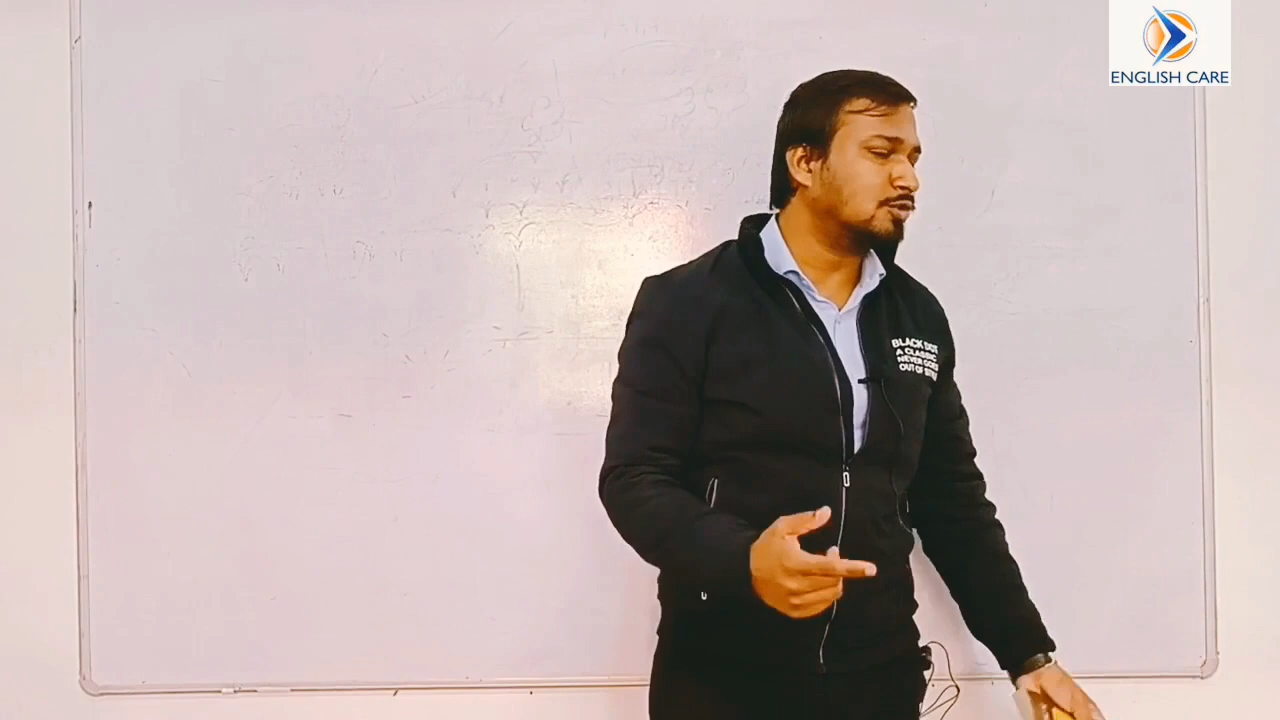 ENGLISH CARE
BLACK DOT
A CLASSIC
NEVER GOES
OUT OF